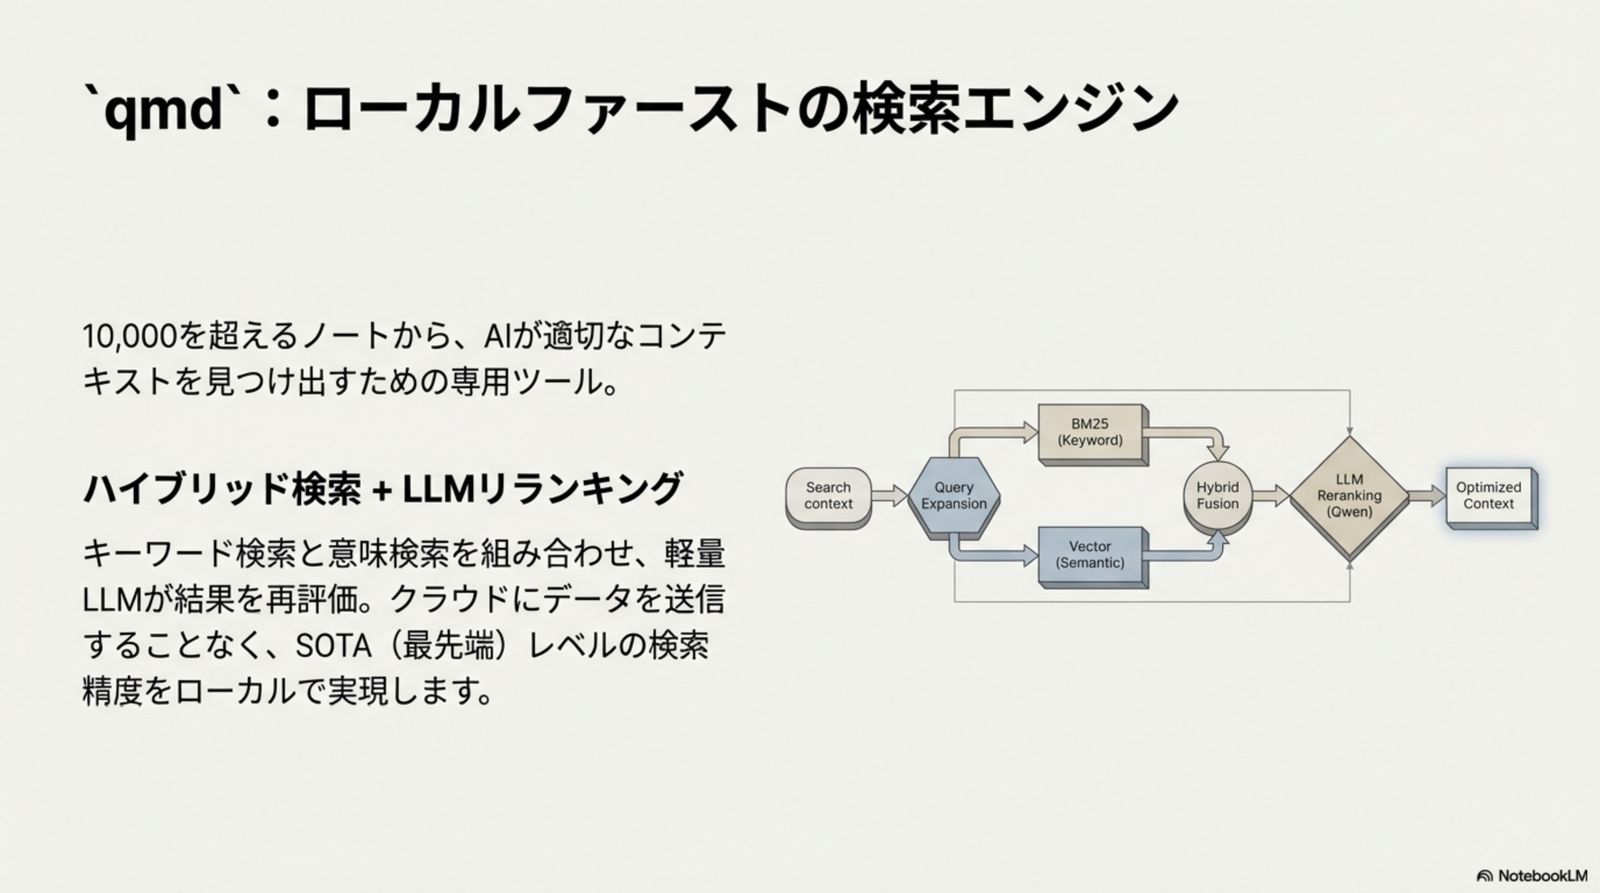 `qmd`：ローカルファーストの検索エンジン
10,000を超えるノートから、AIが適切なコンテ
キストを見つけ出すための専用ツール。
ハイブリッド検索 + LLMリランキング
キーワード検索と意味検索を組み合わせ、軽量
LLMが結果を再評価。クラウドにデータを送信
することなく、SOTA（最先端）レベルの検索
精度をローカルで実現します。
Search
context
Query
Expansion
BM25
(Keyword)
Vector
(Semantic)
Hybrid
Fusion
LLM
Reranking
(Qwen)
Optimized
Context
NotebookLM